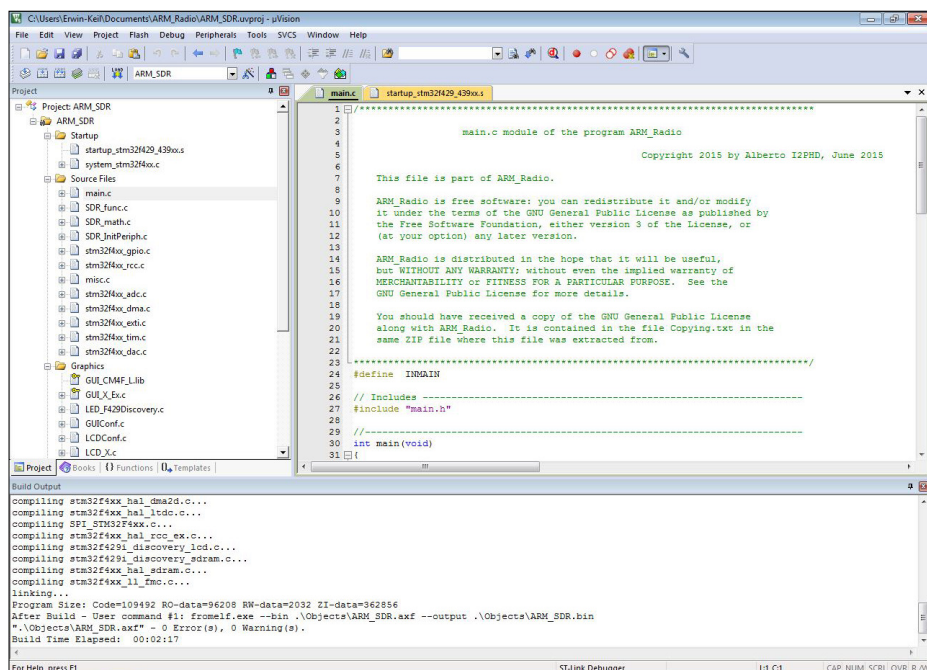 C:\Users\Erwin-Keil\Documents\ARM_Radio\ARM_SDR.uvproj - µVision
File Edit View Project Flash Debug Peripherals Tools SVCS Window Help
ARM_SDR
Project
Project: ARM_SDR
ARM_SDR
Startup
startup_stm32f429_439xx.s
system_stm32f4xx.c
Source Files
main.c
SDR_func.c
SDR_math.c
SDR_InitPeriph.c
stm32f4xx_gpio.c
stm32f4xx_rcc.c
misc.c
stm32f4xx_adc.c
stm32f4xx_dma.c
stm32f4xx_exti.c
stm32f4xx_tim.c
stm32f4xx_dac.c
Graphics
GUI_CM4F_L.lib
GUI_X_Ex.c
LED_F429Discovery.c
GUIConf.c
LCDConf.c
LCD_X.c
Project Books {} Functions 0 Templates
main.c startup_stm32f429_439xx.s
1 /*****************************************************************************
2
3 main.c module of the program ARM_Radio
4
5 Copyright 2015 by Alberto I2PHD, June 2015
6
7 This file is part of ARM_Radio.
8
9 ARM_Radio is free software: you can redistribute it and/or modify
10 it under the terms of the GNU General Public License as published by
11 the Free Software Foundation, either version 3 of the License, or
12 (at your option) any later version.
13
14 ARM_Radio is distributed in the hope that it will be useful,
15 but WITHOUT ANY WARRANTY; without even the implied warranty of
16 MERCHANTABILITY or FITNESS FOR A PARTICULAR PURPOSE. See the
17 GNU General Public License for more details.
18
19 You should have received a copy of the GNU General Public License
20 along with ARM_Radio. It is contained in the file Copying.txt in the
21 same ZIP file where this file was extracted from.
22
23 *****************************************************************************/
24 #define INMAIN
25
26 // Includes ------------------------------------------------------------------
27 #include "main.h"
28
29 //---------------------------------------------------------------------------
30 int main(void)
31 {
Build Output
compiling stm32f4xx_hal_dma2d.c...
compiling stm32f4xx_hal_ltdc.c...
compiling SPI_STM32F4xx.c...
compiling stm32f4xx_hal_rcc_ex.c...
compiling stm32f429i_discovery_lcd.c...
compiling stm32f429i_discovery_sdram.c...
compiling stm32f4xx_hal_sdram.c...
compiling stm32f4xx_ll_fmc.c...
linking...
Program Size: Code=109492 RO-data=96208 RW-data=2032 ZI-data=362856
After Build - User command #1: fromelf.exe --bin .\Objects\ARM_SDR.axf --output .\Objects\ARM_SDR.bin
".\Objects\ARM_SDR.axf" - 0 Error(s), 0 Warning(s).
Build Time Elapsed: 00:02:17
For Help, press F1 ST-Link Debugger L:1 C:1 CAP NUM SCRL OVR R/W